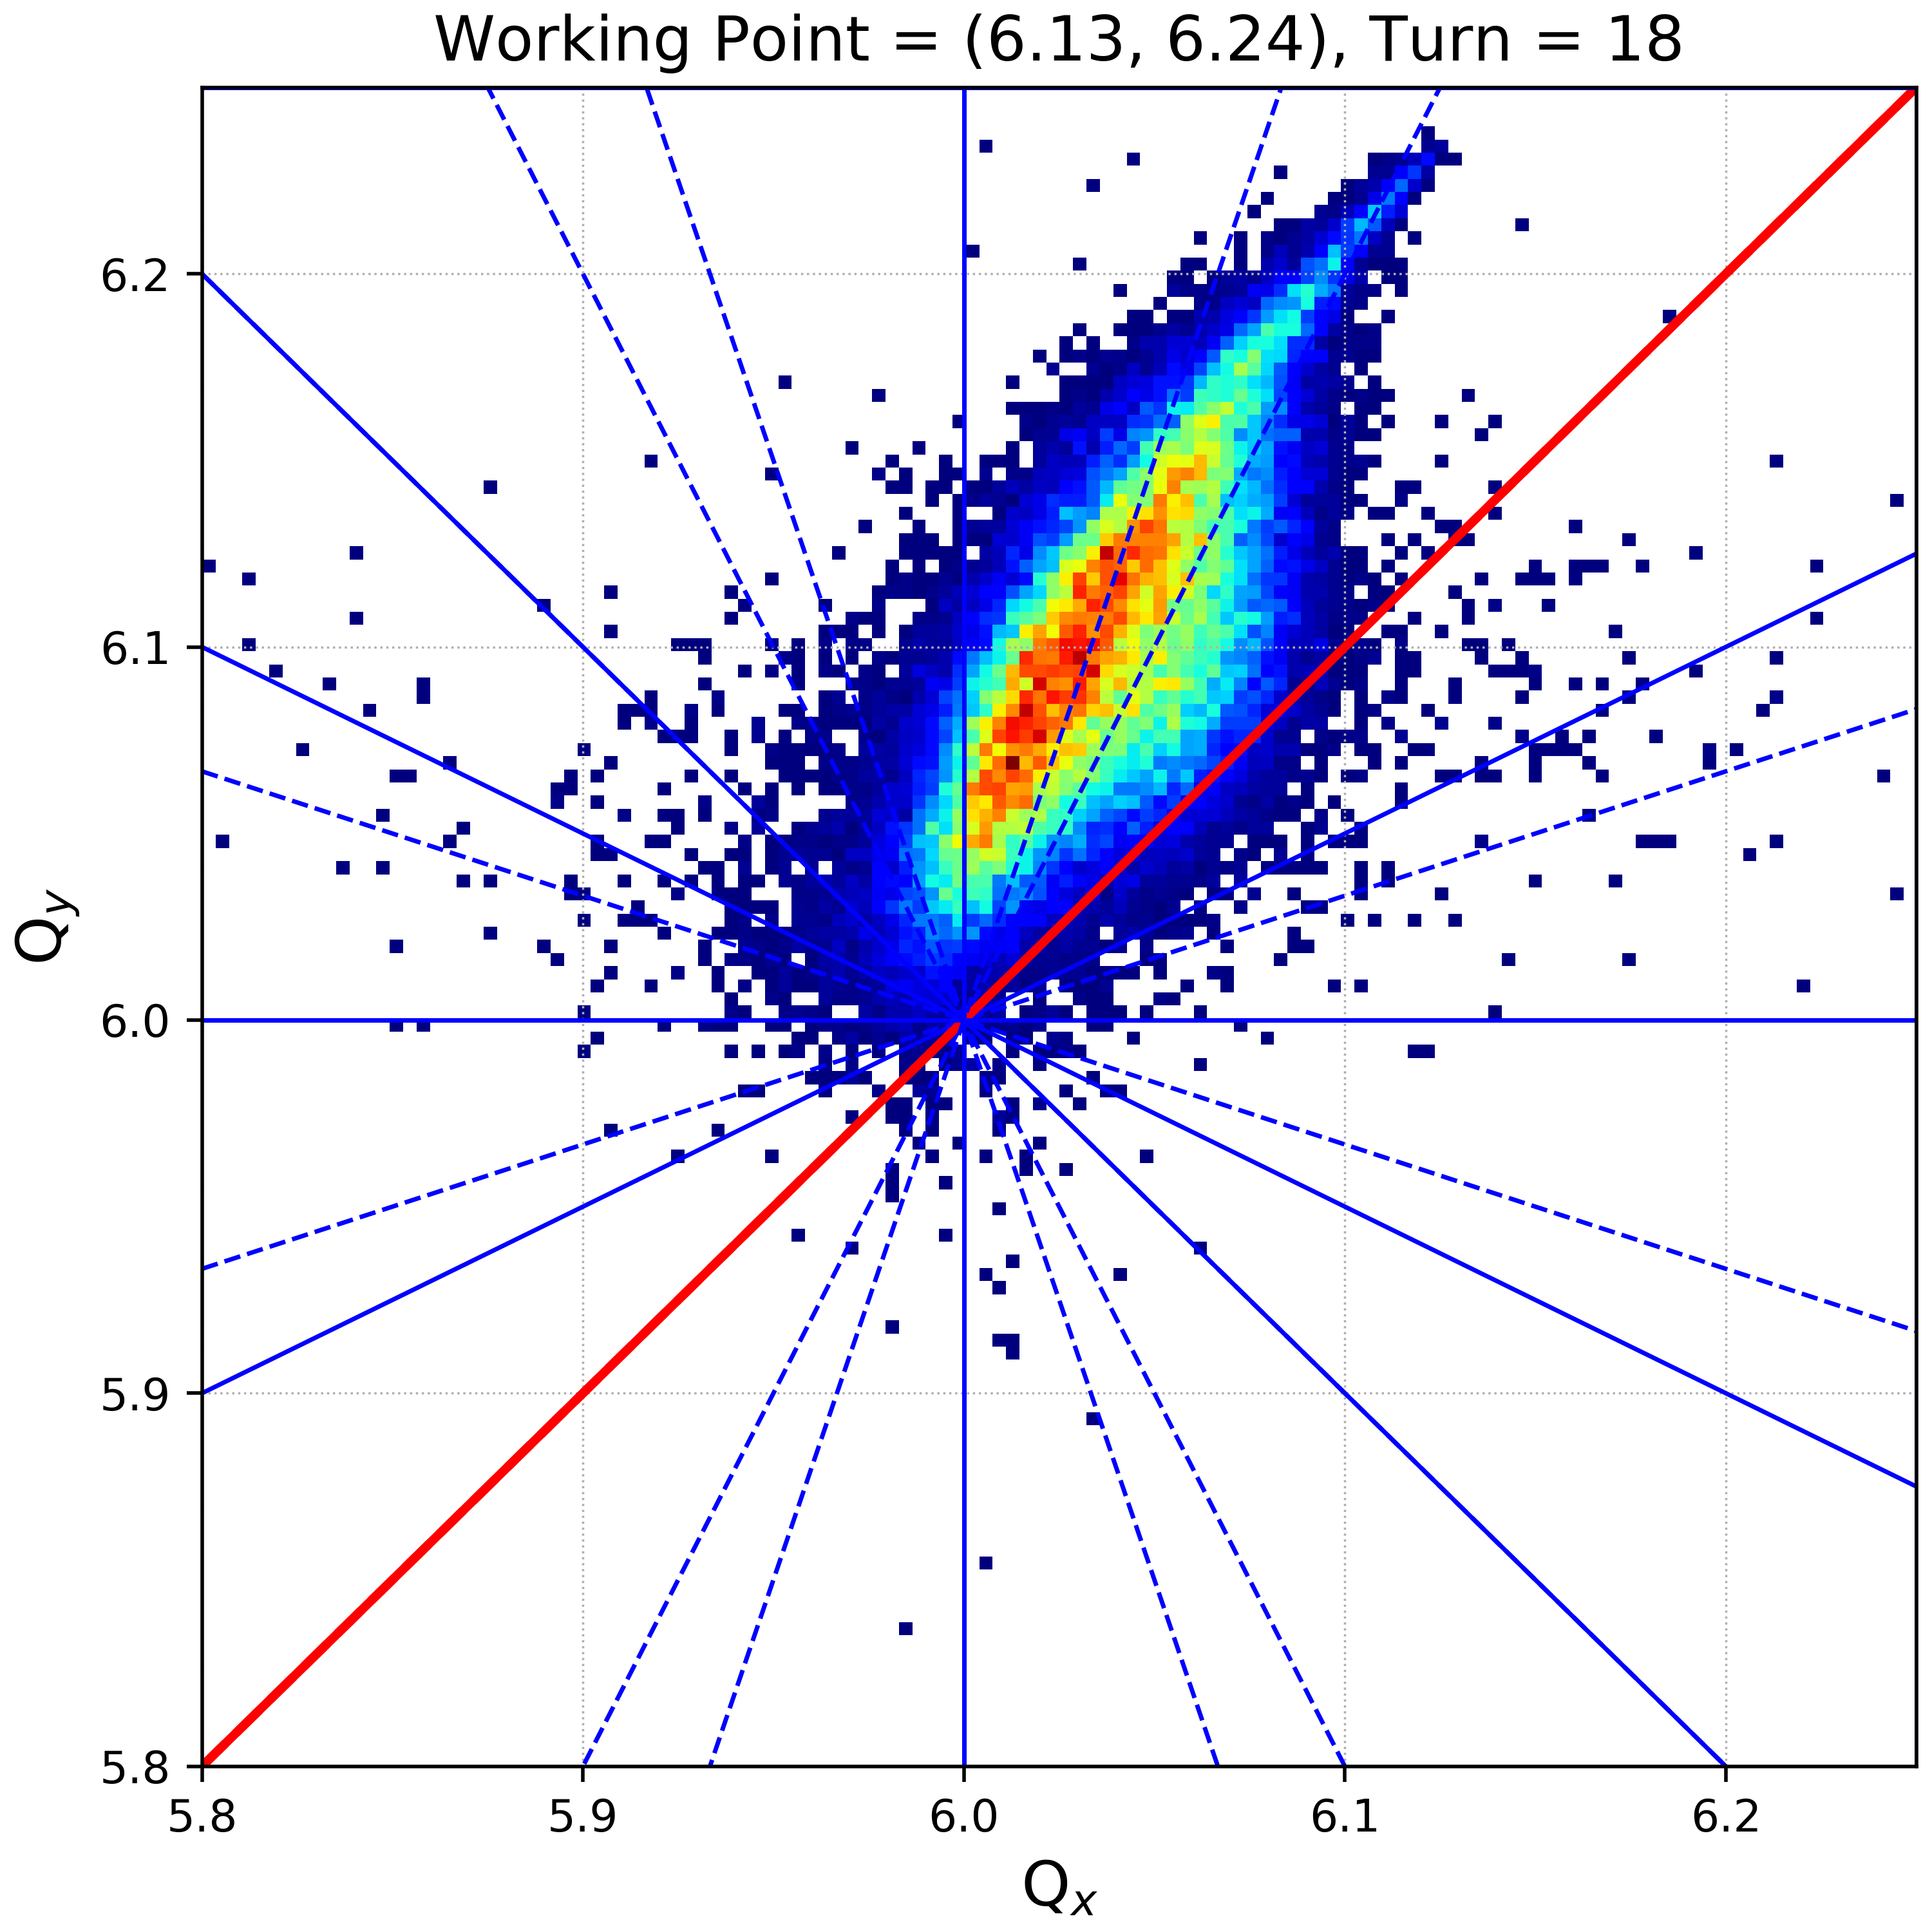 Working Point = (6.13, 6.24), Turn = 18
6.2
6.1
6.0
5.9
5.8
Qy
5.8 5.9 6.0 6.1 6.2
Qx